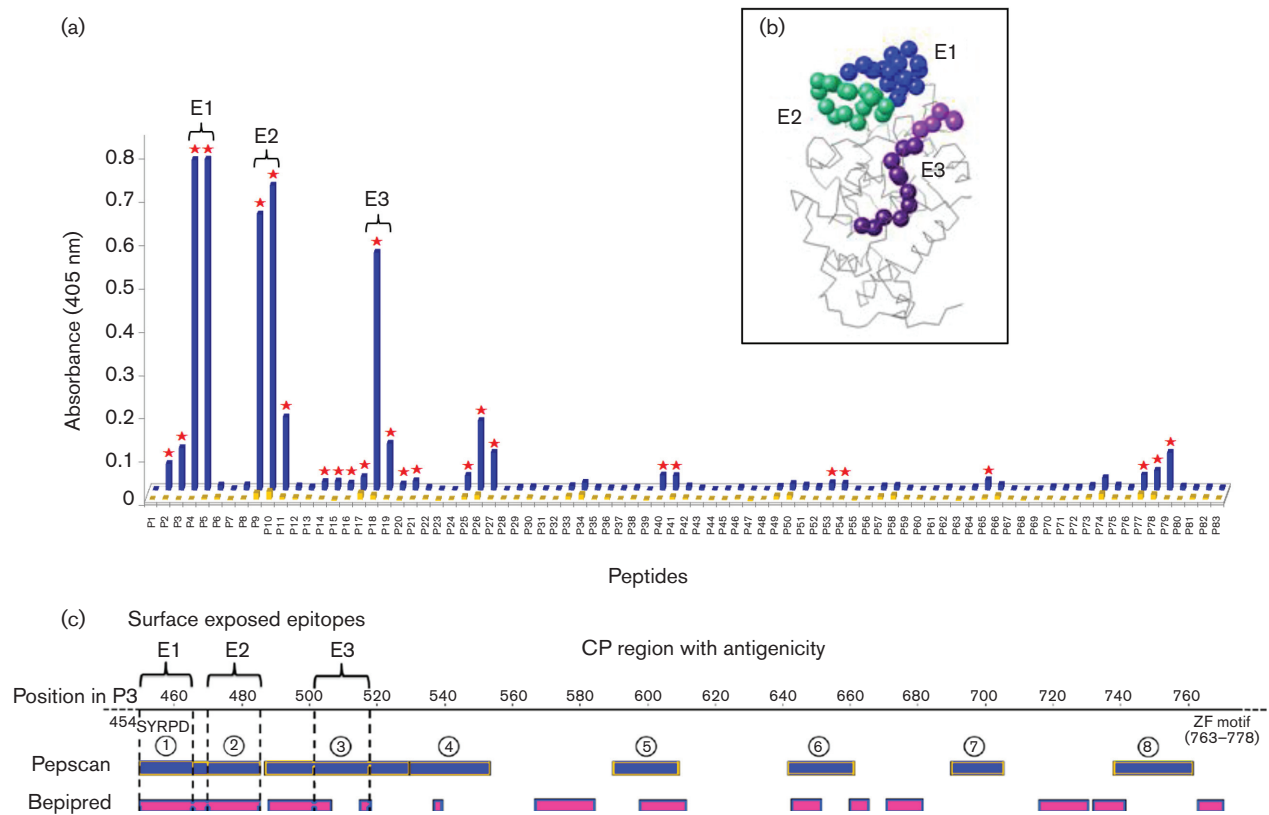 (a)
(b)
E1
E2
E3
E1
E2
E3
0.8
0.7
0.6
0.5
0.4
0.3
0.2
0.1
0
Absorbance (405 nm)
P1 P2 P3 P4 P5 P6 P7 P8 P9 P10 P11 P12 P13 P14 P15 P16 P17 P18 P19 P20 P21 P22 P23 P24 P25 P26 P27 P28 P29 P30 P31 P32 P33 P34 P35 P36 P37 P38 P39 P40 P41 P42 P43 P44 P45 P46 P47 P48 P49 P50 P51 P52 P53 P54 P55 P56 P57 P58 P59 P60 P61 P62 P63 P64 P65 P66 P67 P68 P69 P70 P71 P72 P73 P74 P75 P76 P77 P78 P79 P80 P81 P82 P83
Peptides
(c)
Surface exposed epitopes
E1 E2 E3
CP region with antigenicity
Position in P3 460 480 500 520 540 560 580 600 620 640 660 680 700 720 740 760
454SYRPD
ZF motif
(763–778)
1 2 3 4 5 6 7 8
Pepscan
Bepipred